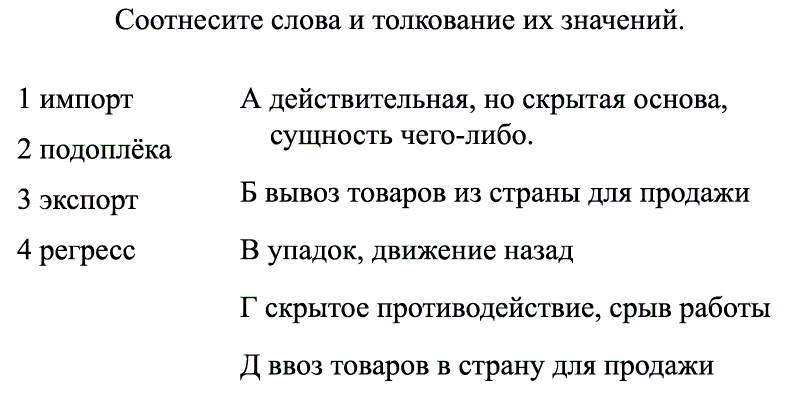 Соотнесите слова и толкование их значений.
1 импорт
2 подоплёка
3 экспорт
4 регресс
А действительная, но скрытая основа,
сущность чего-либо.
Б вывоз товаров из страны для продажи
В упадок, движение назад
Г скрытое противодействие, срыв работы
Д ввоз товаров в страну для продажи